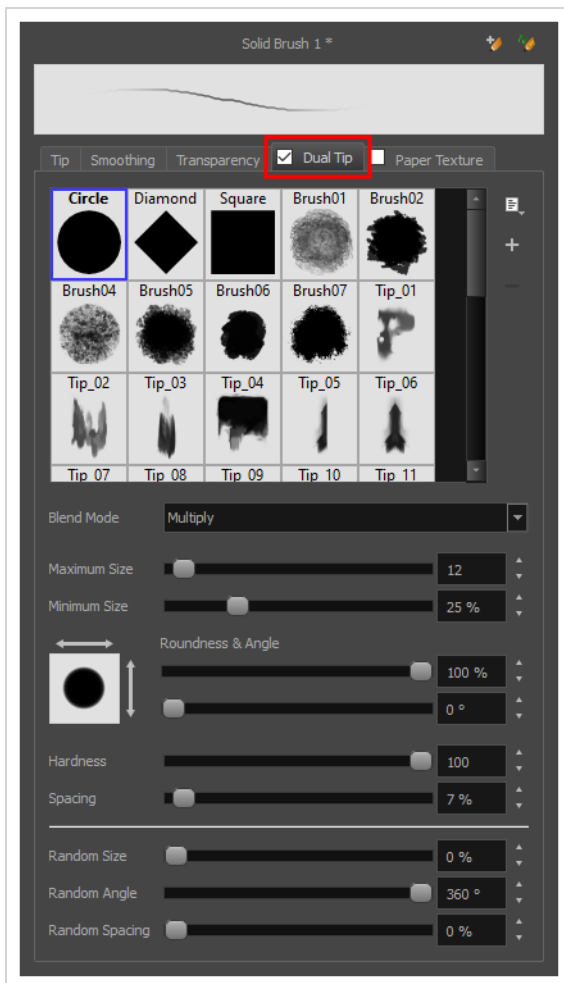 Solid Brush 1 *
Tip Smoothing Transparency Dual Tip Paper Texture
Circle Diamond Square Brush01 Brush02
Brush04 Brush05 Brush06 Brush07 Tip_01
Tip_02 Tip_03 Tip_04 Tip_05 Tip_06
Tip_07 Tip_08 Tip_09 Tip_10 Tip_11
Blend Mode Multiply
Maximum Size 12
Minimum Size 25 %
Roundness & Angle
100 %
0 °
Hardness 100
Spacing 7 %
Random Size 0 %
Random Angle 360 °
Random Spacing 0 %